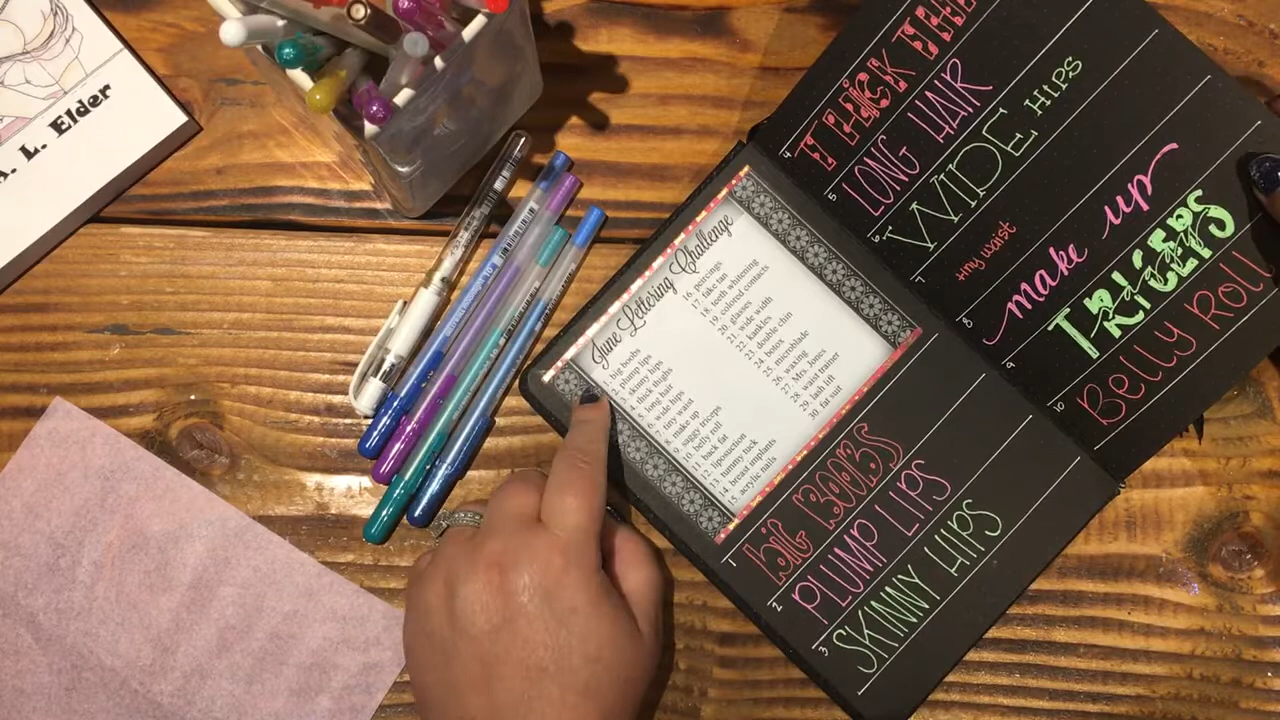 A. L. Elder
June Lettering Challenge
1. big boobs
2. plump lips
3. skinny hips
4. thick thighs
5. long hair
6. wide hips
7. tiny waist
8. make up
9. saggy triceps
10. belly roll
11. back fat
12. liposuction
13. tummy tuck
14. breast implants
15. acrylic nails
16. peircings
17. fake tan
18. teeth whitening
19. colored contacts
20. glasses
21. wide width
22. kankles
23. double chin
24. botox
25. microblade
26. waxing
27. Mrs. Jones
28. waist trainer
29. face lift
30. fat suit
1 big BOOBS
2 PLUMP LIPS
3 SKINNY HIPS
4 THICK
5 LONG HAIR
6 WIDE HIPS
7 tiny waist
8 make up
9 TRICEPS
10 BELLY ROLL